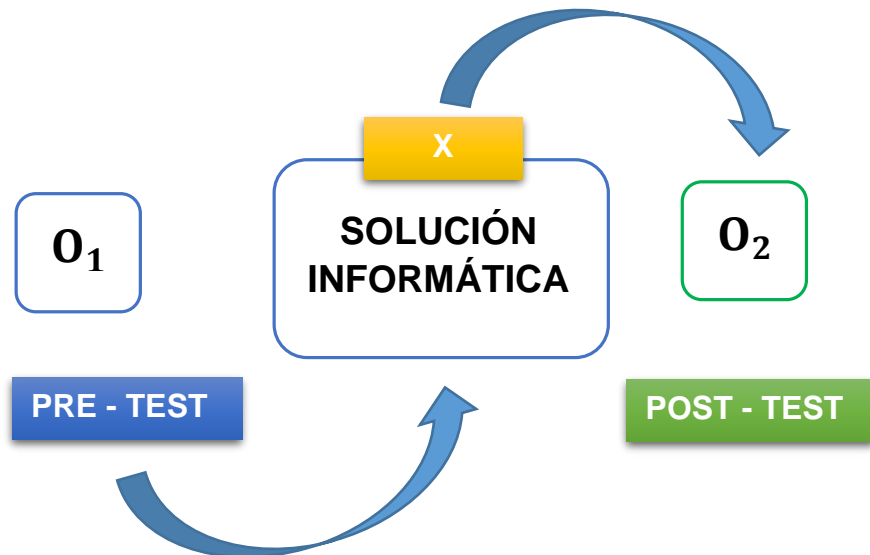 X
O₁
SOLUCIÓN
INFORMÁTICA
O₂
PRE - TEST
POST - TEST